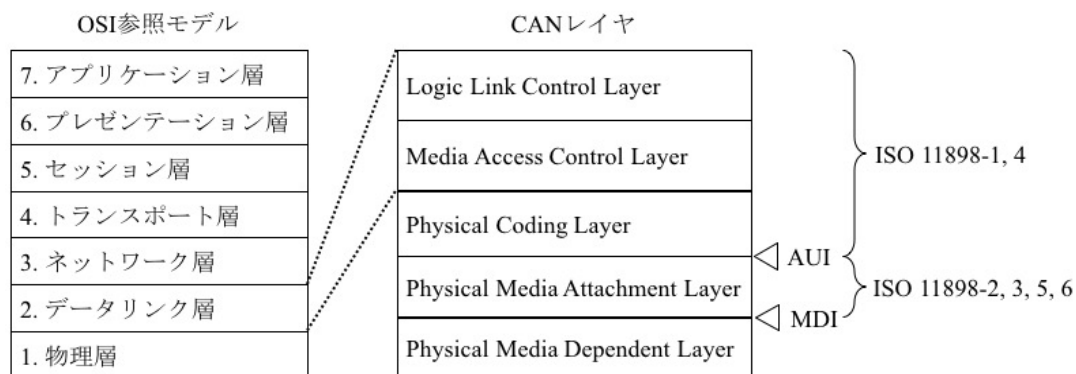 OSI参照モデル
7. アプリケーション層
6. プレゼンテーション層
5. セッション層
4. トランスポート層
3. ネットワーク層
2. データリンク層
1. 物理層
CANレイヤ
Logic Link Control Layer
Media Access Control Layer
Physical Coding Layer
Physical Media Attachment Layer
Physical Media Dependent Layer
AUI
MDI
ISO 11898-1, 4
ISO 11898-2, 3, 5, 6